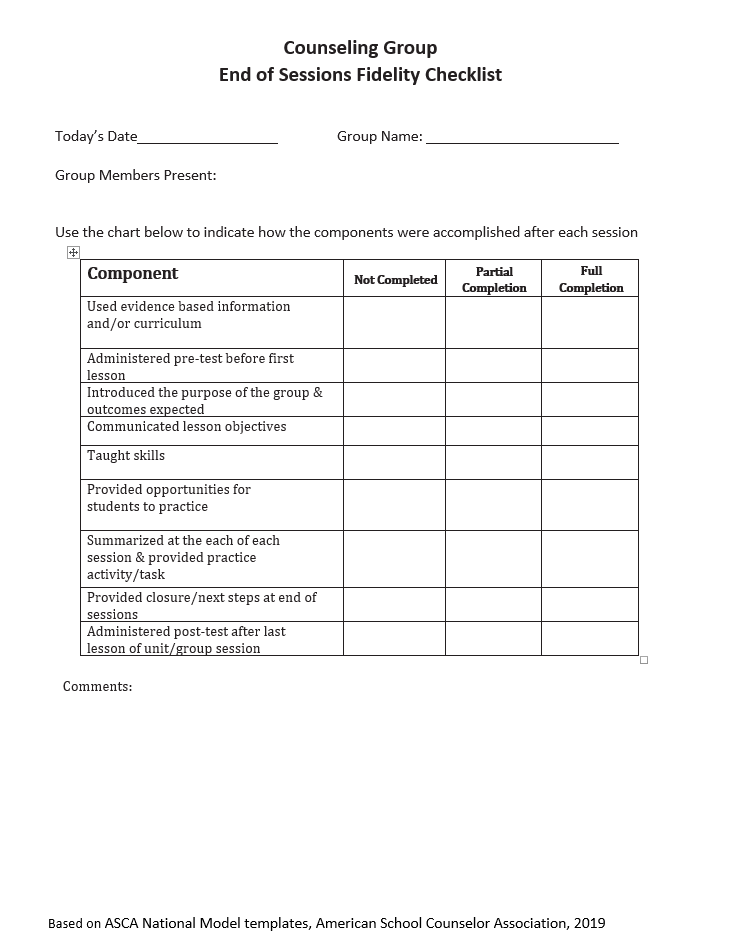 Counseling Group
End of Sessions Fidelity Checklist
Today’s Date__________________ Group Name: _________________________
Group Members Present:
Use the chart below to indicate how the components were accomplished after each session
Component Not Completed Partial Completion Full Completion
Used evidence based information
and/or curriculum
Administered pre-test before first
lesson
Introduced the purpose of the group &
outcomes expected
Communicated lesson objectives
Taught skills
Provided opportunities for
students to practice
Summarized at the each of each
session & provided practice
activity/task
Provided closure/next steps at end of
sessions
Administered post-test after last
lesson of unit/group session
Comments:
Based on ASCA National Model templates, American School Counselor Association, 2019